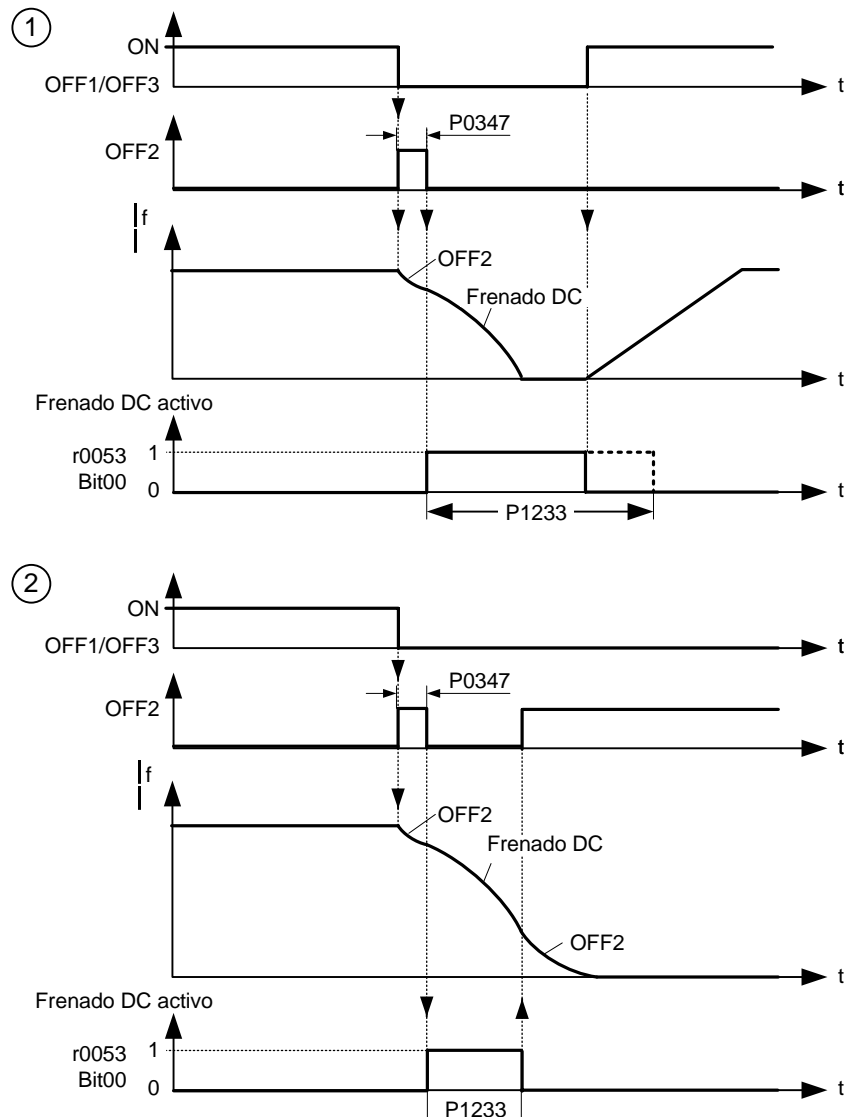 1
ON
OFF1/OFF3
t
P0347
OFF2
t
|f|
OFF2
Frenado DC
t
Frenado DC activo
r0053
Bit00
1
0
t
P1233
2
ON
OFF1/OFF3
t
P0347
OFF2
t
|f|
OFF2
Frenado DC
OFF2
t
Frenado DC activo
r0053
Bit00
1
0
t
P1233